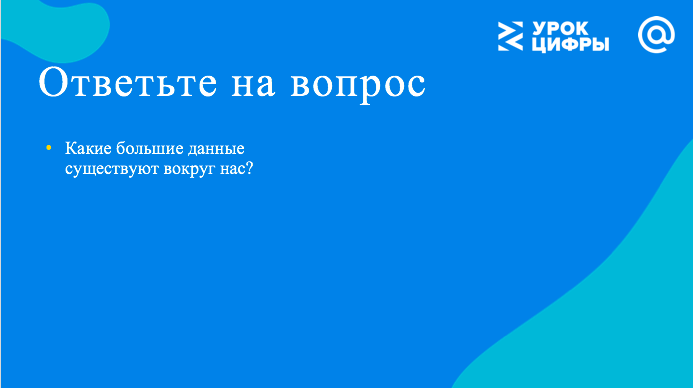 УРОК
ЦИФРЫ
@
Ответьте на вопрос
• Какие большие данные
существуют вокруг нас?